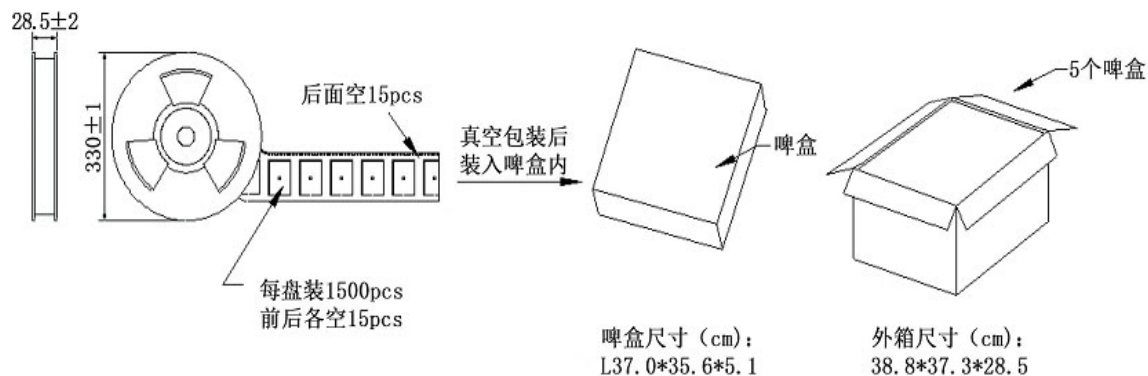 28.5±2
330±1
后面空15pcs
每盘装1500pcs
前后各空15pcs
真空包装后
装入啤盒内
啤盒
5个啤盒
啤盒尺寸（cm）：
L37.0*35.6*5.1
外箱尺寸（cm）：
38.8*37.3*28.5